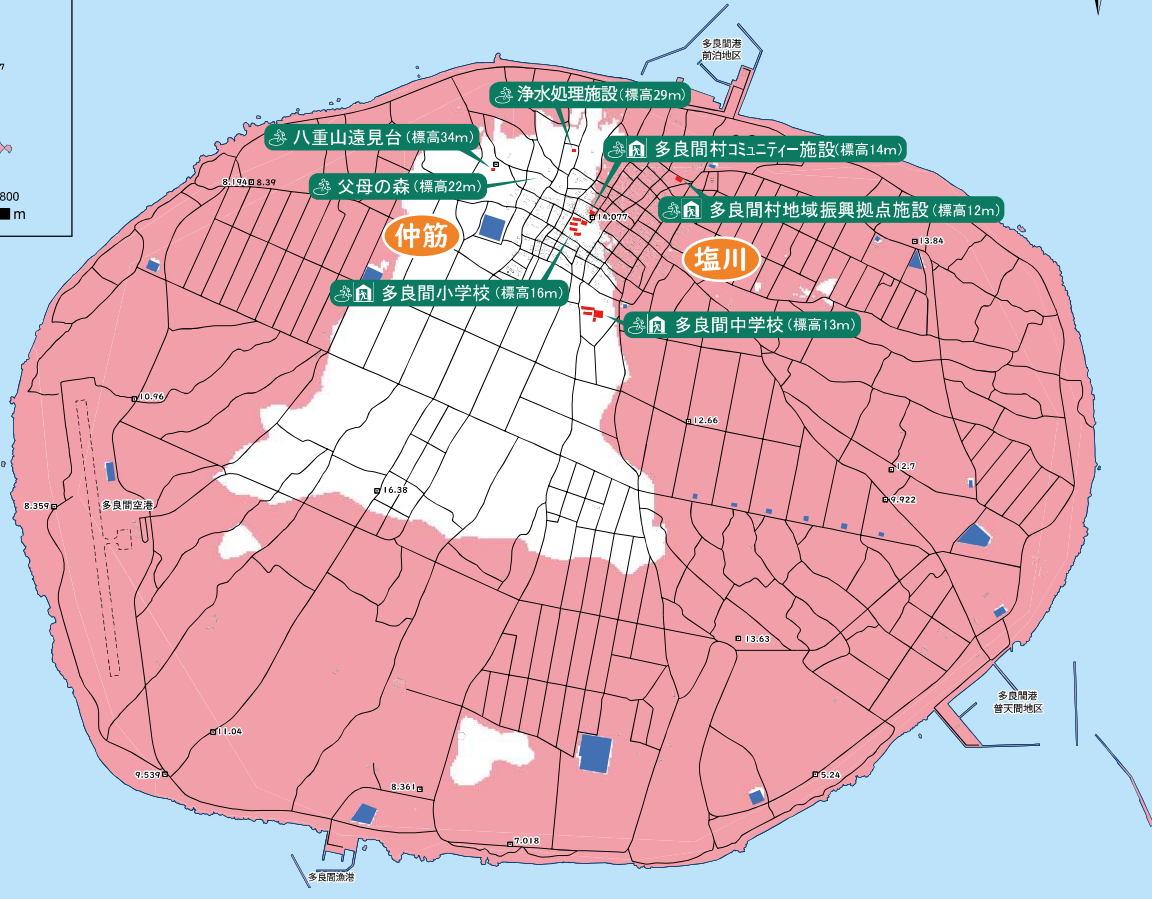 7
800
m
多良間港
前泊地区
浄水処理施設(標高29m)
八重山遠見台(標高34m)
多良間村コミュニティー施設(標高14m)
父母の森(標高22m)
8.194
8.39
多良間村地域振興拠点施設(標高12m)
14.077
仲筋
塩川
13.84
多良間小学校(標高16m)
多良間中学校(標高13m)
10.96
12.66
12.7
16.38
9.922
8.359
多良間空港
13.63
多良間港
普天間地区
11.04
9.539
5.24
8.361
7.018
多良間漁港